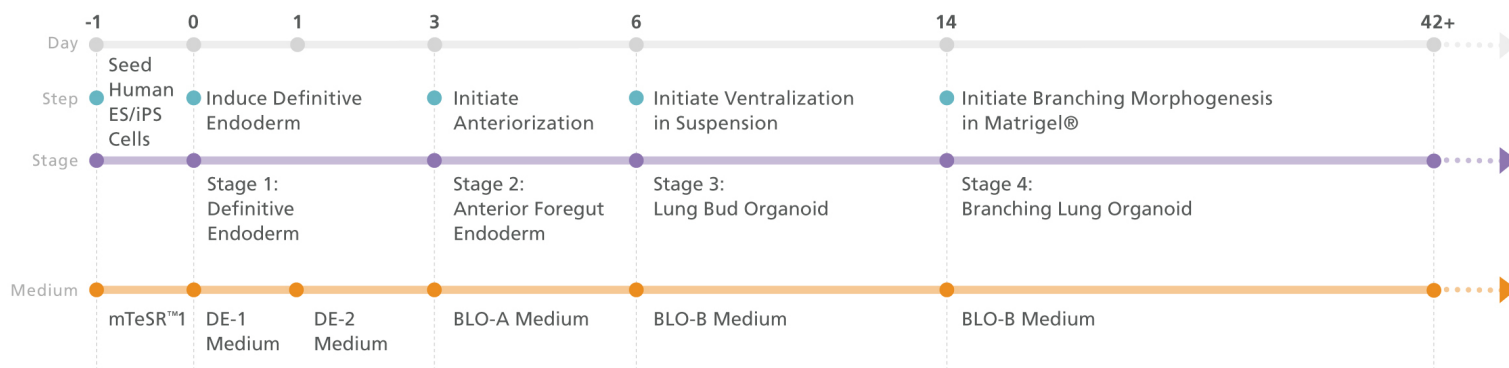 -1 0 1 3 6 14 42+
Day
Step
Seed
Human
ES/iPS
Cells
Induce Definitive
Endoderm
Initiate
Anteriorization
Initiate Ventralization
in Suspension
Initiate Branching Morphogenesis
in Matrigel®
Stage
Stage 1:
Definitive
Endoderm
Stage 2:
Anterior Foregut
Endoderm
Stage 3:
Lung Bud Organoid
Stage 4:
Branching Lung Organoid
Medium
mTeSR™1
DE-1
Medium
DE-2
Medium
BLO-A Medium
BLO-B Medium
BLO-B Medium